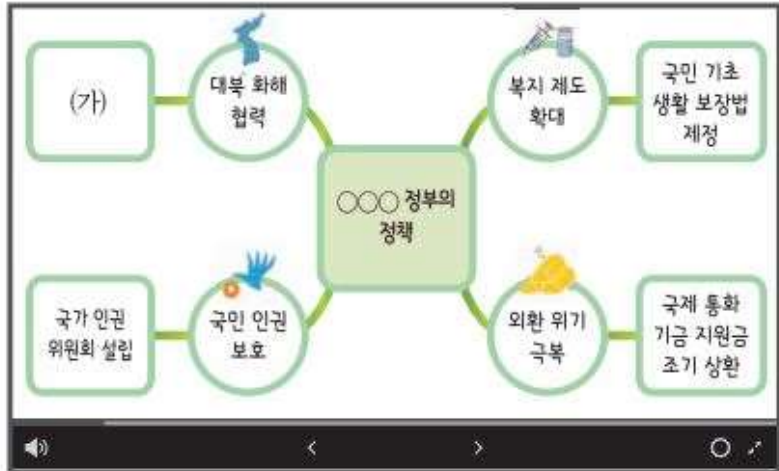 (가)
대북 화해
협력
복지 제도
확대
국민 기초
생활 보장법
제정
○○○ 정부의
정책
국가 인권
위원회 설립
국민 인권
보호
외환 위기
극복
국제 통화
기금 지원금
조기 상환